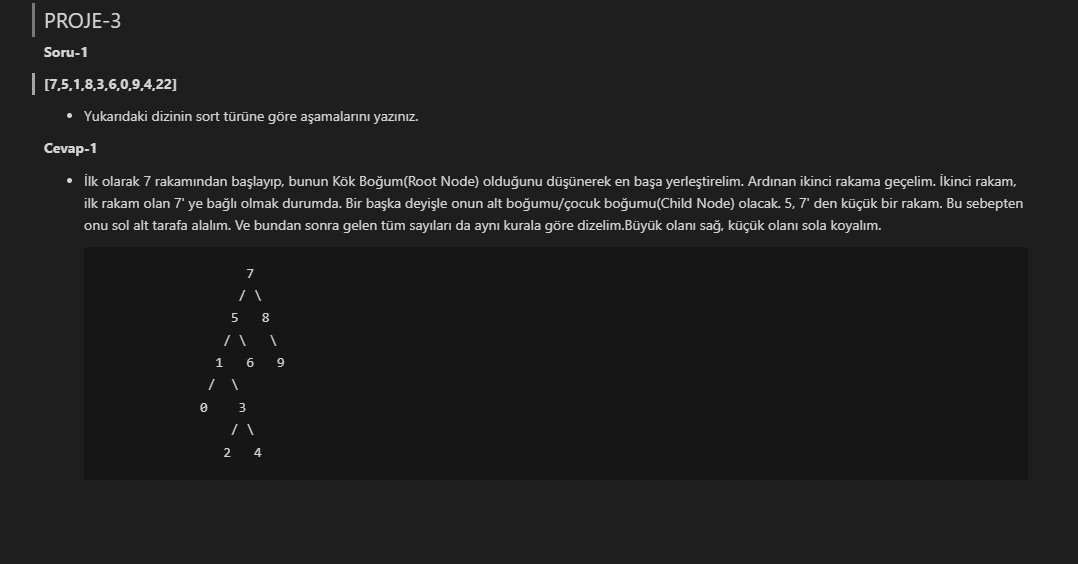 PROJE-3
Soru-1
[7,5,1,8,3,6,0,9,4,22]
• Yukarıdaki dizinin sort türüne göre aşamalarını yazınız.
Cevap-1
• İlk olarak 7 rakamından başlayıp, bunun Kök Boğum(Root Node) olduğunu düşünerek en başa yerleştirelim. Ardınan ikinci rakama geçelim. İkinci rakam,
ilk rakam olan 7' ye bağlı olmak durumda. Bir başka deyişle onun alt boğumu/çocuk boğumu(Child Node) olacak. 5, 7' den küçük bir rakam. Bu sebepten
onu sol alt tarafa alalım. Ve bundan sonra gelen tüm sayıları da aynı kurala göre dizelim.Büyük olanı sağ, küçük olanı sola koyalım.
7
/ \
5 8
/ \ \
1 6 9
/ \
0 3
/ \
2 4